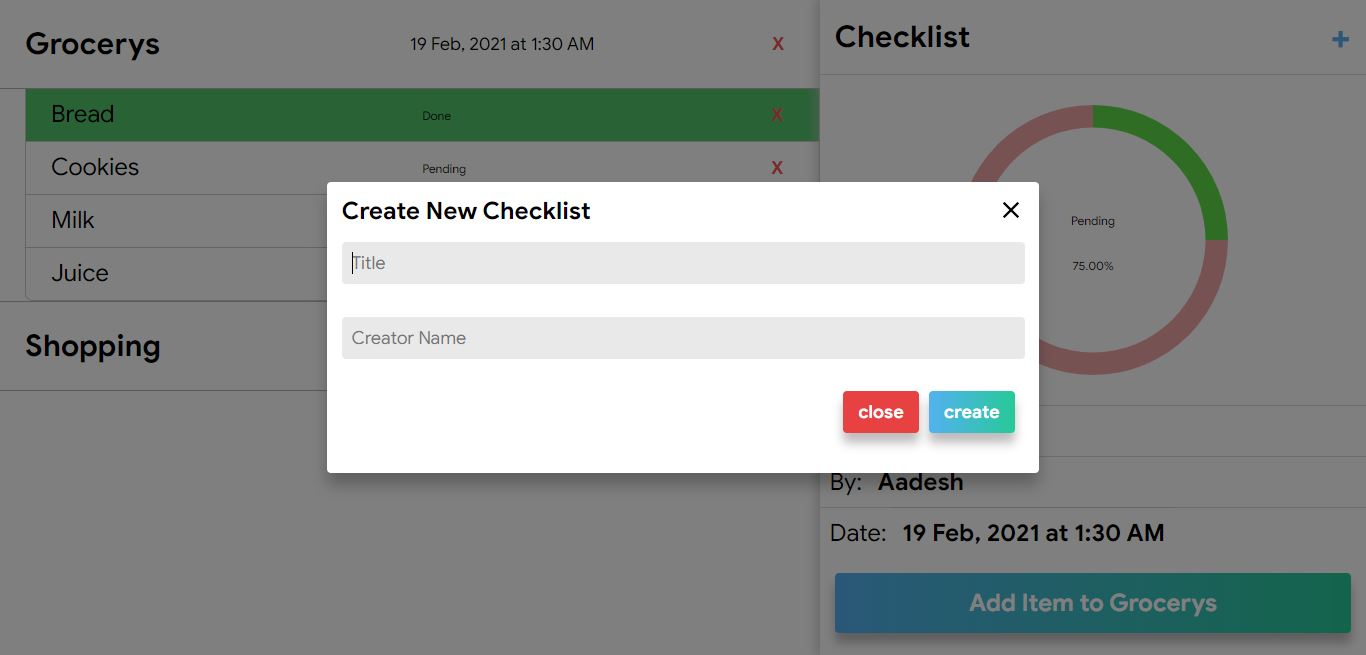 Grocerys
19 Feb, 2021 at 1:30 AM
X
Bread
Done
X
Cookies
Pending
X
Milk
Juice
Shopping
Checklist
+
Pending
75.00%
By: Aadesh
Date: 19 Feb, 2021 at 1:30 AM
Add Item to Grocerys
Create New Checklist
Title
Creator Name
close
create